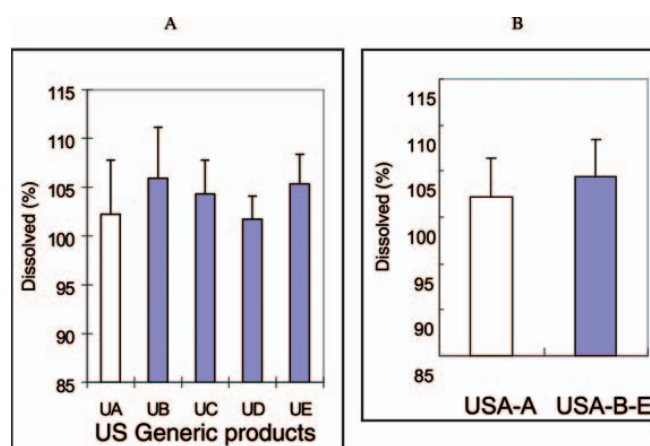 A
B
Dissolved (%)
115
110
105
100
95
90
85
UA UB UC UD UE
US Generic products
Dissolved (%)
115
110
105
100
95
90
85
USA-A USA-B-E